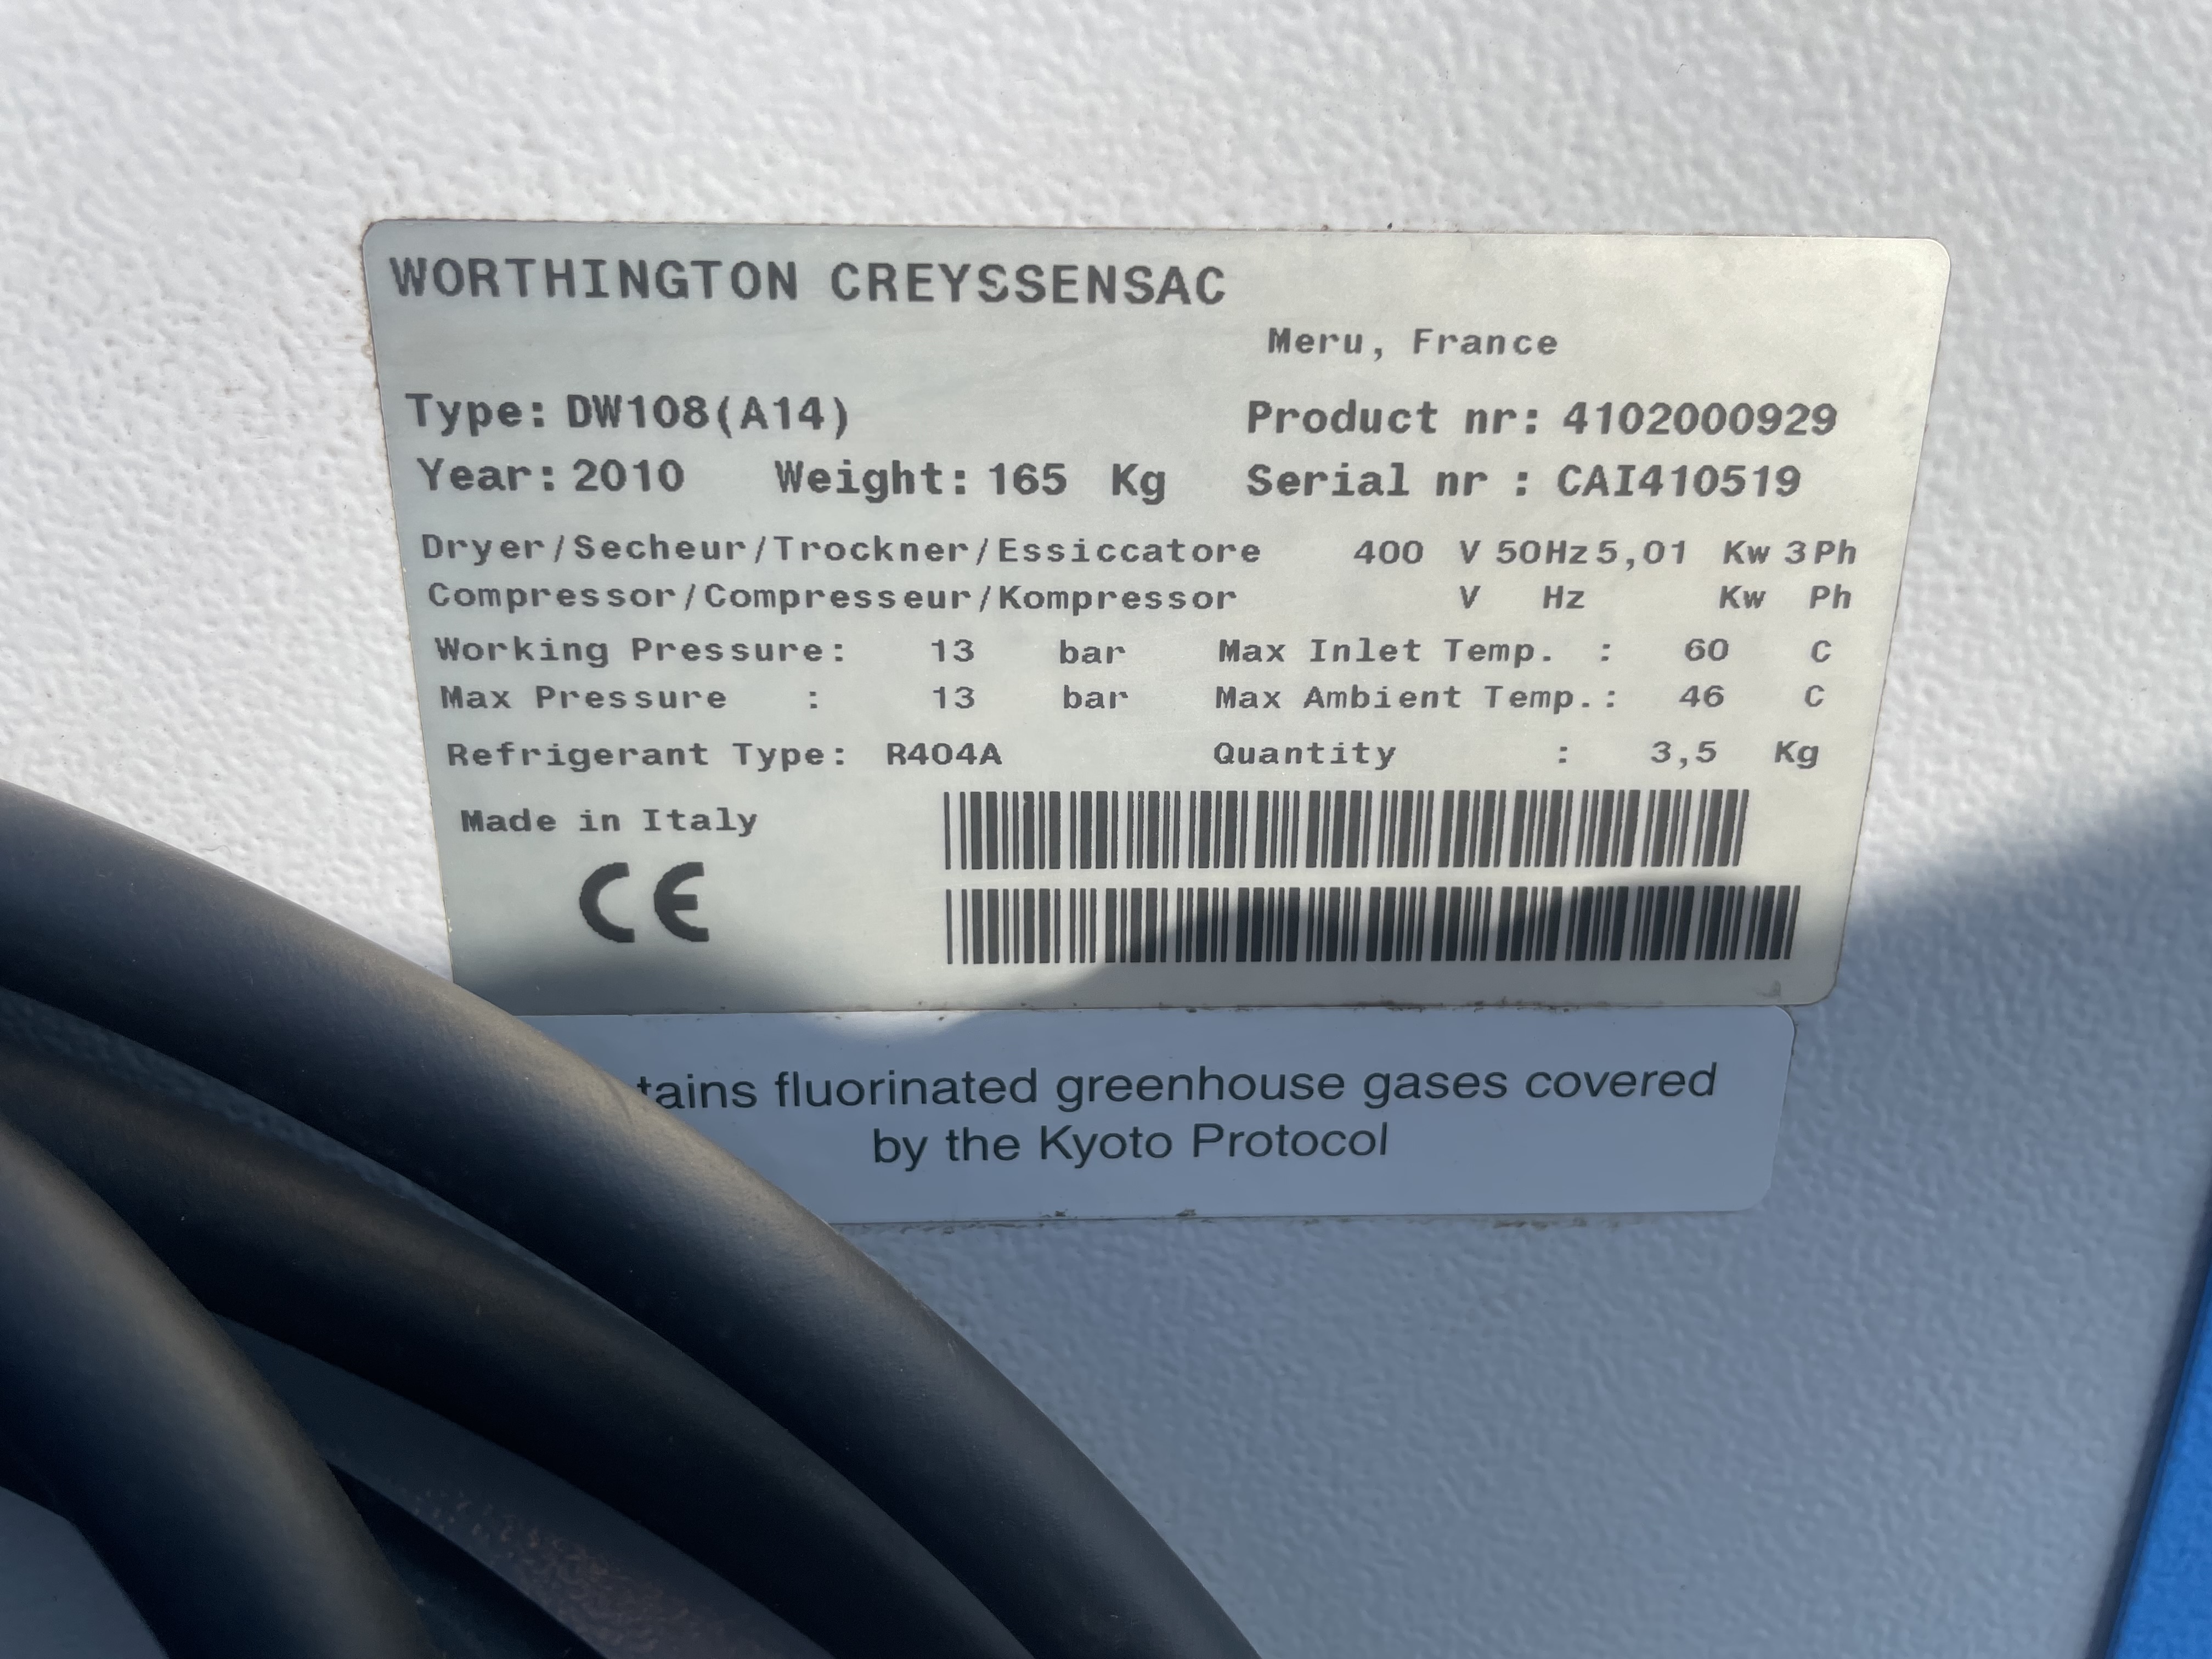 WORTHINGTON CREYSSENSAC
Meru, France
Type: DW108(A14) Product nr: 4102000929
Year: 2010 Weight: 165 Kg Serial nr : CAI410519
Dryer/Secheur/Trockner/Essiccatore 400 V 50Hz 5,01 Kw 3Ph
Compressor/Compresseur/Kompressor V Hz Kw Ph
Working Pressure: 13 bar Max Inlet Temp. : 60 C
Max Pressure : 13 bar Max Ambient Temp.: 46 C
Refrigerant Type: R404A Quantity : 3,5 Kg
Made in Italy
CE
fluorinated greenhouse gases covered
by the Kyoto Protocol